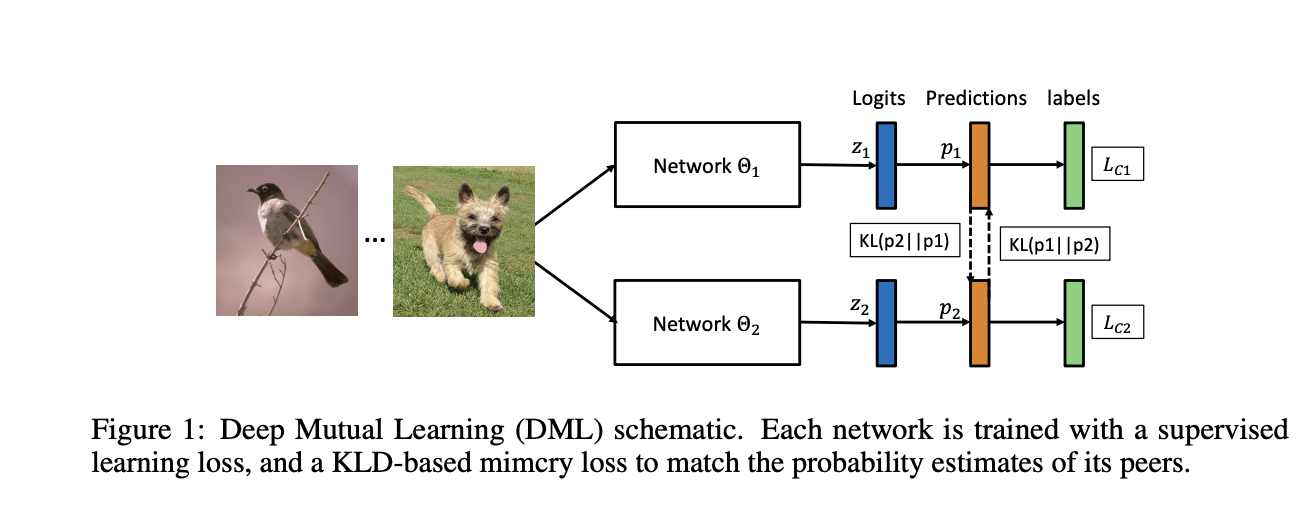 Logits Predictions labels
Network Θ1
z1
p1
LC1
KL(p2||p1)
KL(p1||p2)
...
Network Θ2
z2
p2
LC2
Figure 1: Deep Mutual Learning (DML) schematic. Each network is trained with a supervised
learning loss, and a KLD-based mimcry loss to match the probability estimates of its peers.